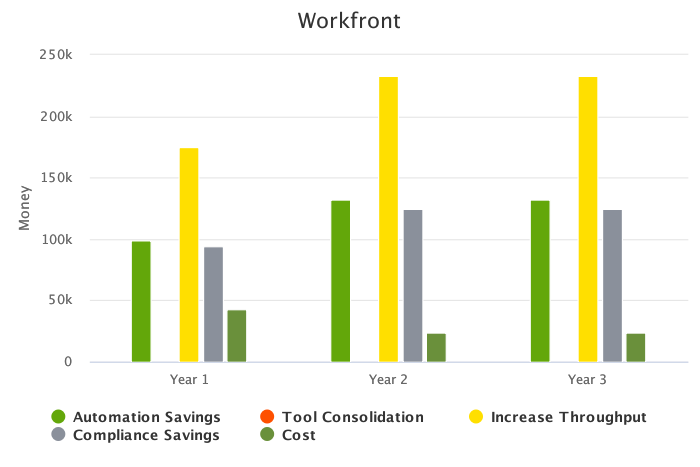 Workfront
250k
200k
150k
100k
50k
0
Money
Year 1 Year 2 Year 3
Automation Savings Tool Consolidation Increase Throughput
Compliance Savings Cost